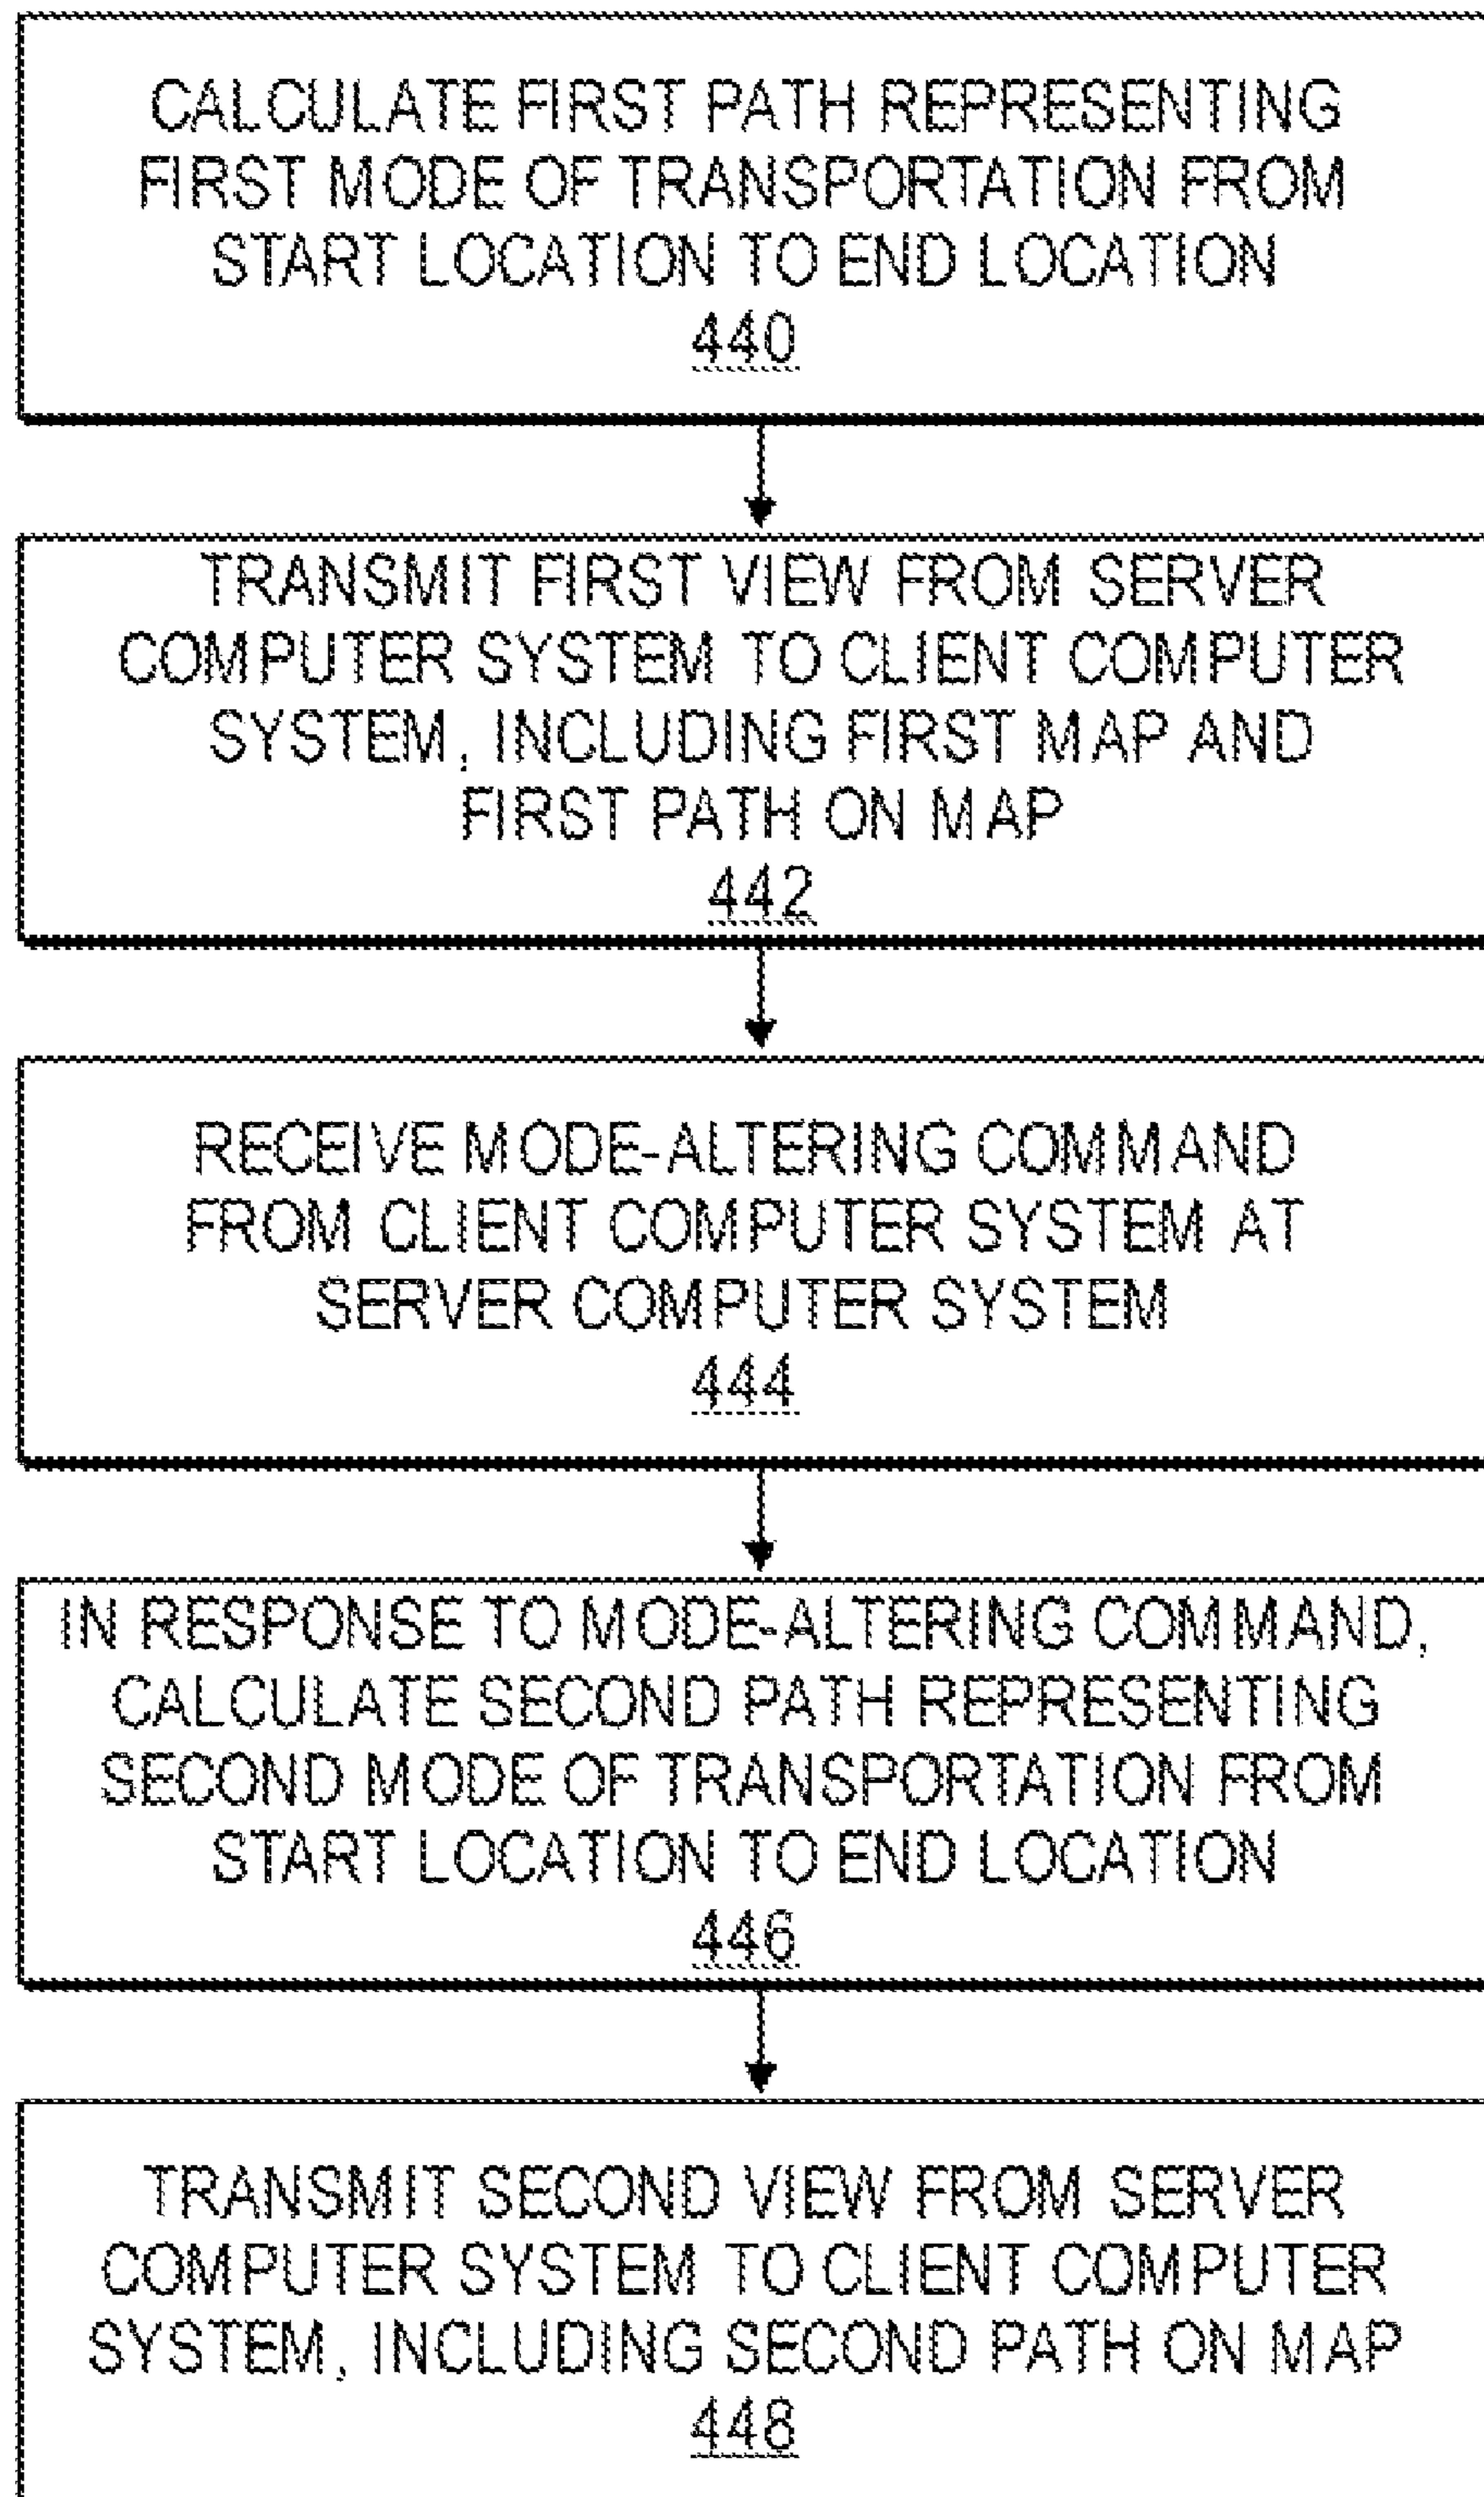 CALCULATE FIRST PATH REPRESENTING
FIRST MODE OF TRANSPORTATION FROM
START LOCATION TO END LOCATION
440
TRANSMIT FIRST VIEW FROM SERVER
COMPUTER SYSTEM TO CLIENT COMPUTER
SYSTEM, INCLUDING FIRST MAP AND
FIRST PATH ON MAP
442
RECEIVE MODE-ALTERING COMMAND
FROM CLIENT COMPUTER SYSTEM AT
SERVER COMPUTER SYSTEM
444
IN RESPONSE TO MODE-ALTERING COMMAND,
CALCULATE SECOND PATH REPRESENTING
SECOND MODE OF TRANSPORTATION FROM
START LOCATION TO END LOCATION
446
TRANSMIT SECOND VIEW FROM SERVER
COMPUTER SYSTEM TO CLIENT COMPUTER
SYSTEM, INCLUDING SECOND PATH ON MAP
448